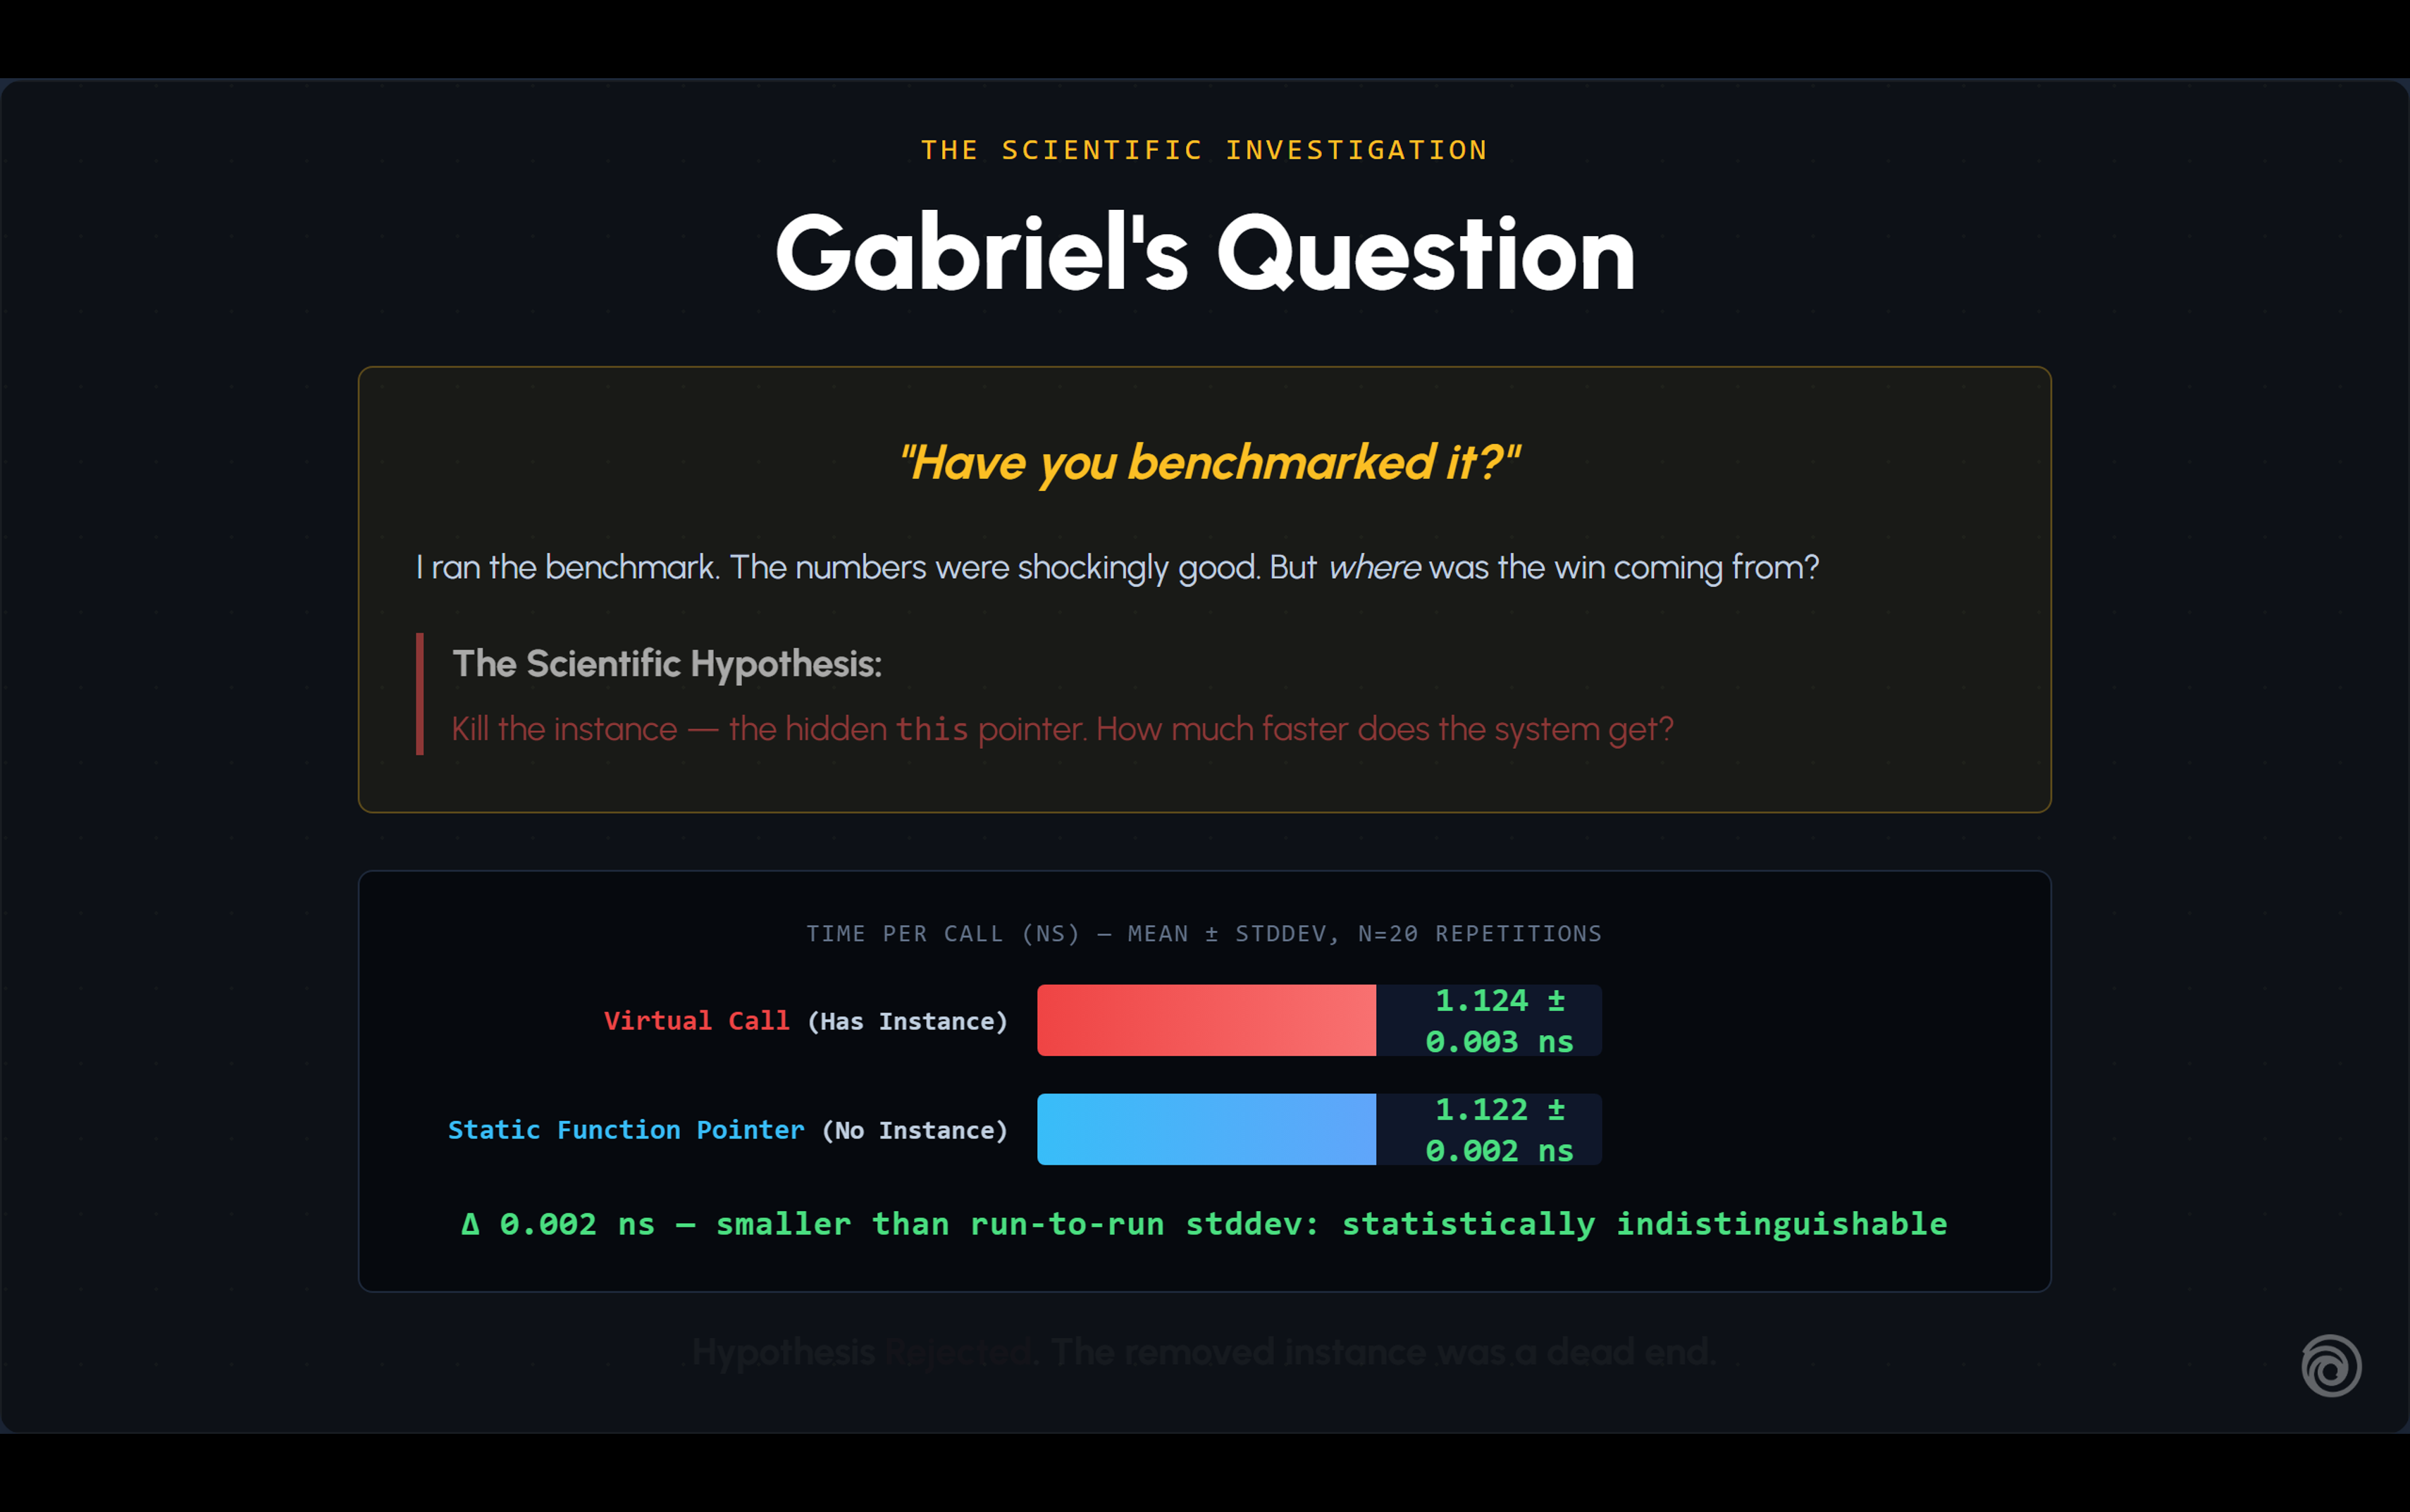 THE SCIENTIFIC INVESTIGATION
Gabriel's Question
"Have you benchmarked it?"
I ran the benchmark. The numbers were shockingly good. But where was the win coming from?
The Scientific Hypothesis:
Kill the instance — the hidden this pointer. How much faster does the system get?
TIME PER CALL (NS) — MEAN ± STDDEV, N=20 REPETITIONS
Virtual Call (Has Instance)
1.124 ±
0.003 ns
Static Function Pointer (No Instance)
1.122 ±
0.002 ns
Δ 0.002 ns — smaller than run-to-run stddev: statistically indistinguishable
Hypothesis Rejected. The removed instance was a dead end.